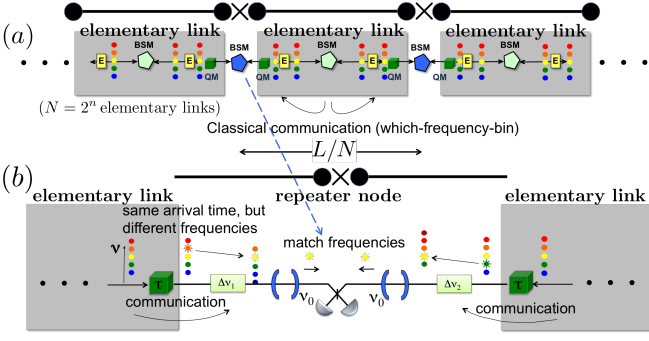 (a)
elementary link
elementary link
elementary link
BSM
BSM
BSM
BSM
BSM
E
E
E
E
E
E
QM
QM
QM
QM
(N = 2ⁿ elementary links)
Classical communication (which-frequency-bin)
L/N
(b)
elementary link
repeater node
elementary link
same arrival time, but
different frequencies
match frequencies
ν
τ
Δν₁
ν₀
ν₀
Δν₂
τ
communication
communication